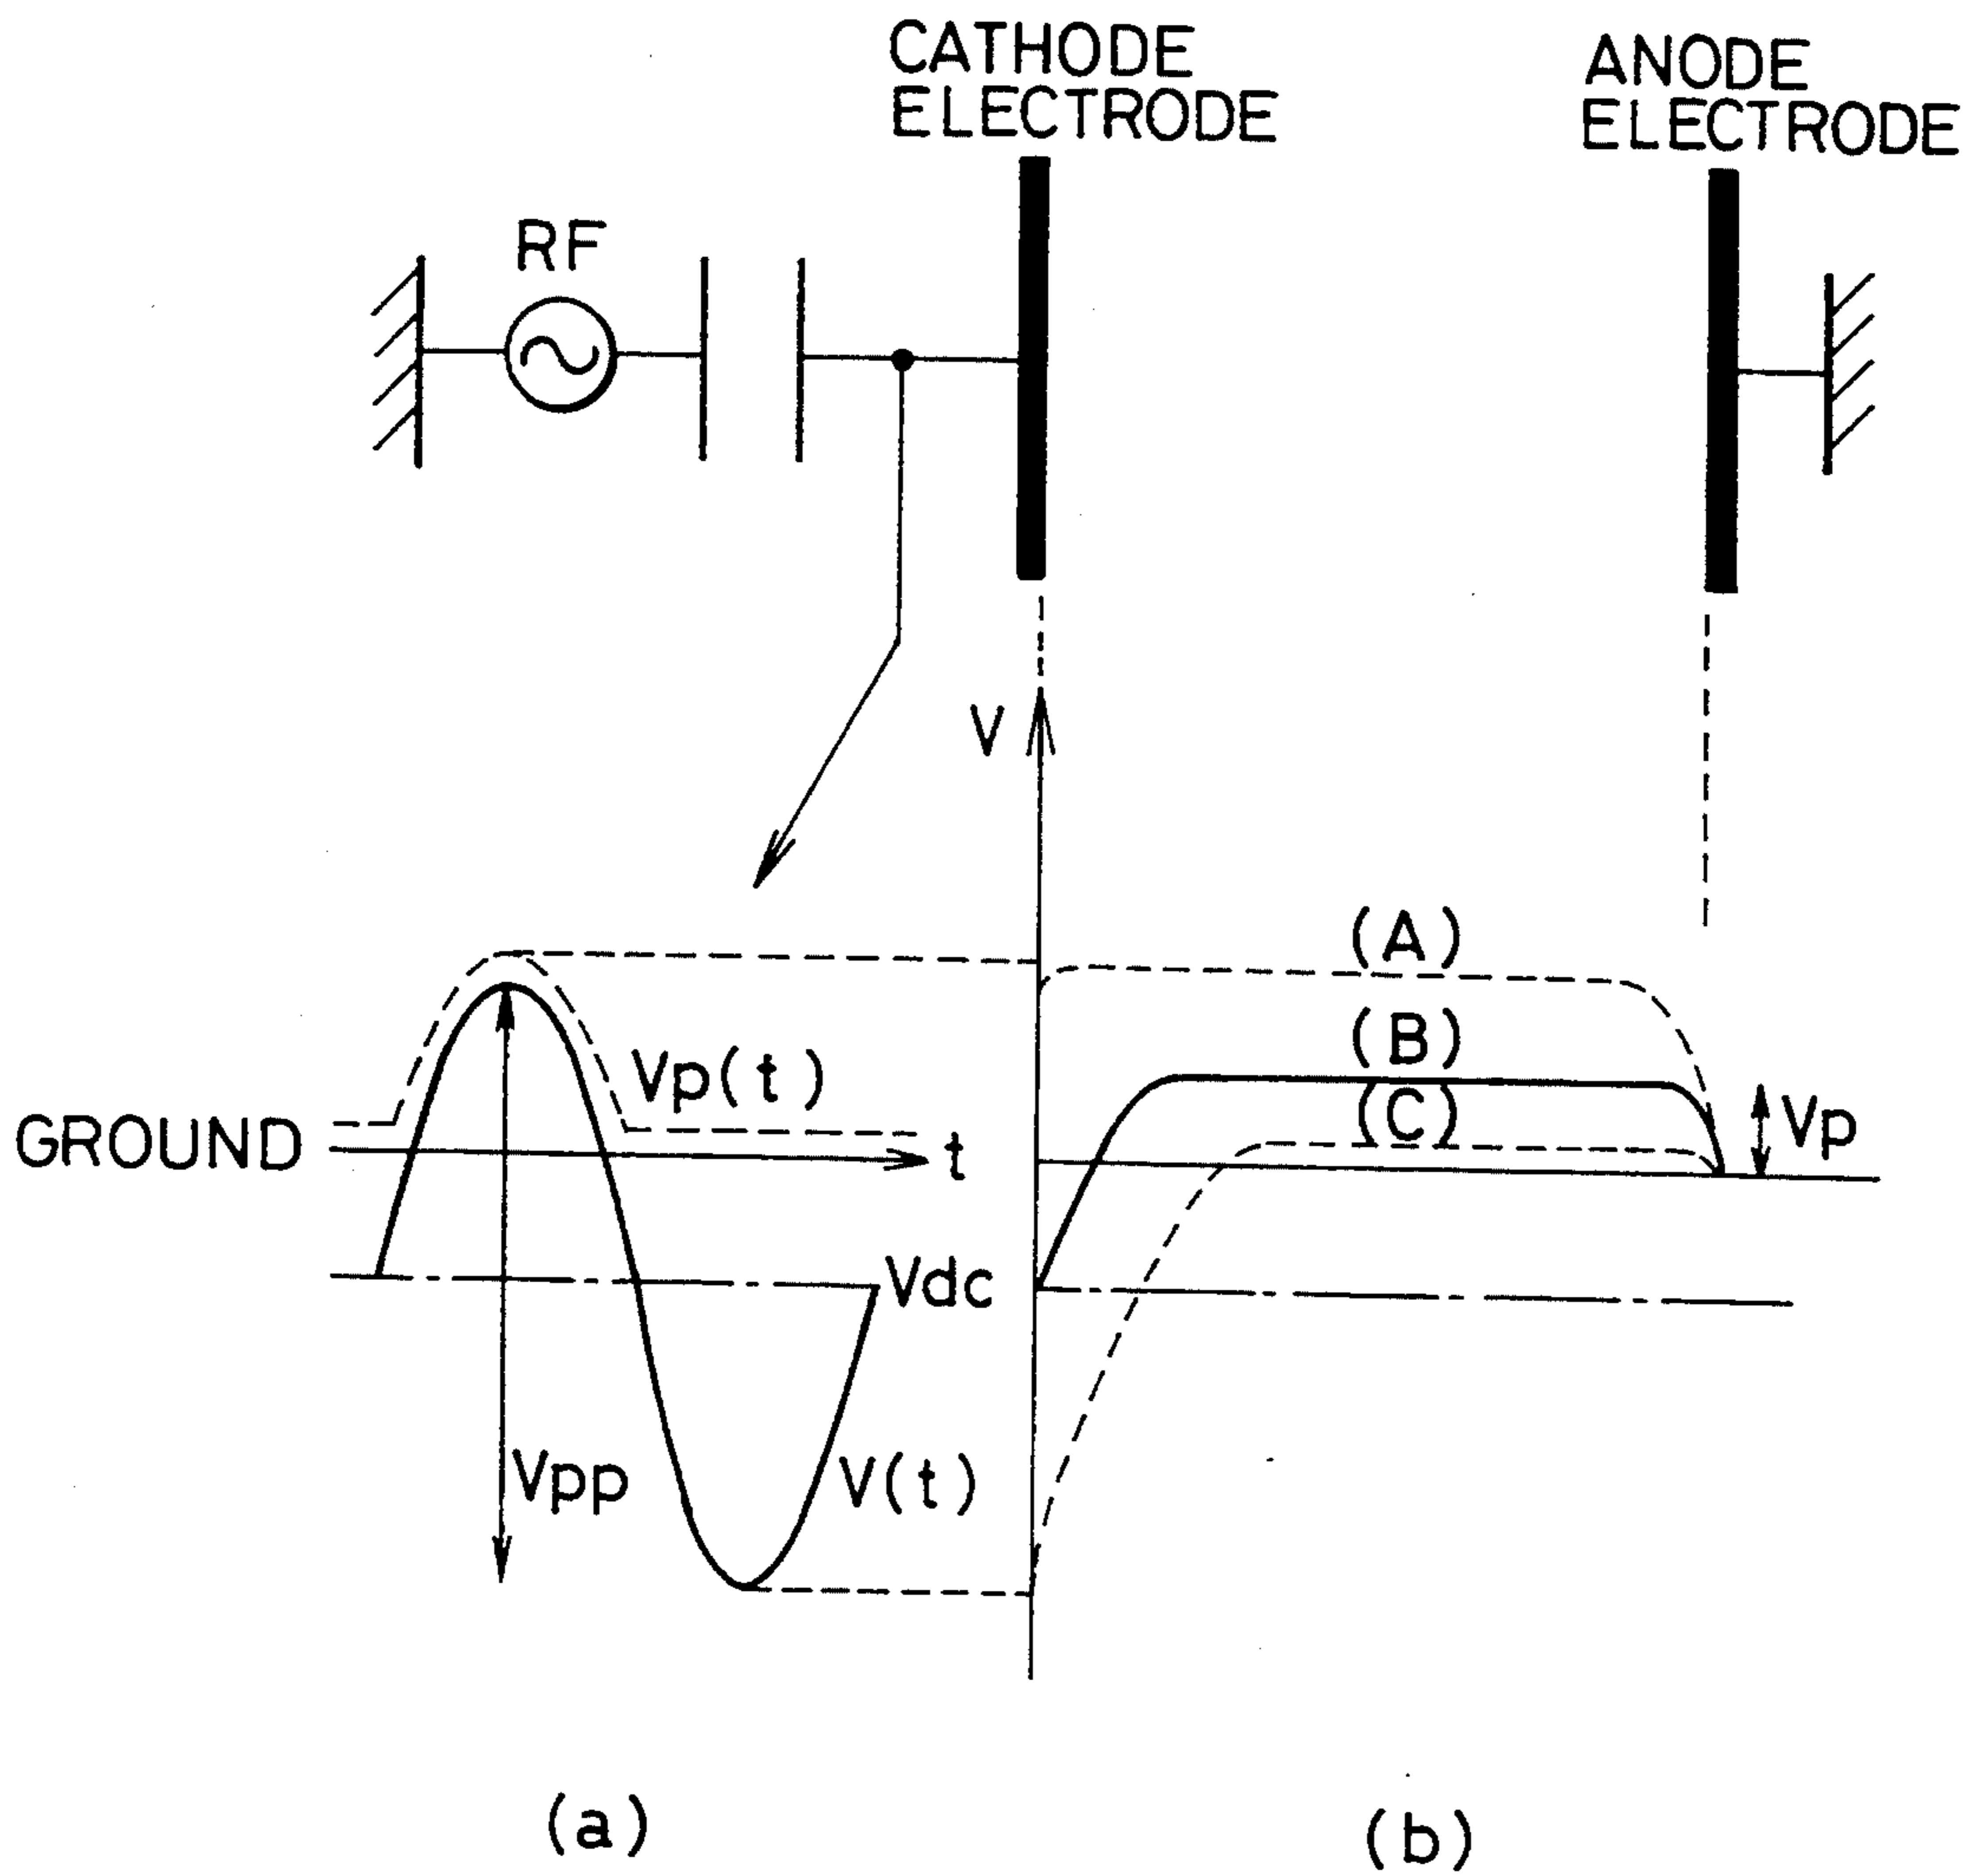 CATHODE
ELECTRODE
ANODE
ELECTRODE
RF
V
(A)
(B)
Vp(t)
(C)
Vp
GROUND
t
Vdc
Vpp
V(t)
(a)
(b)